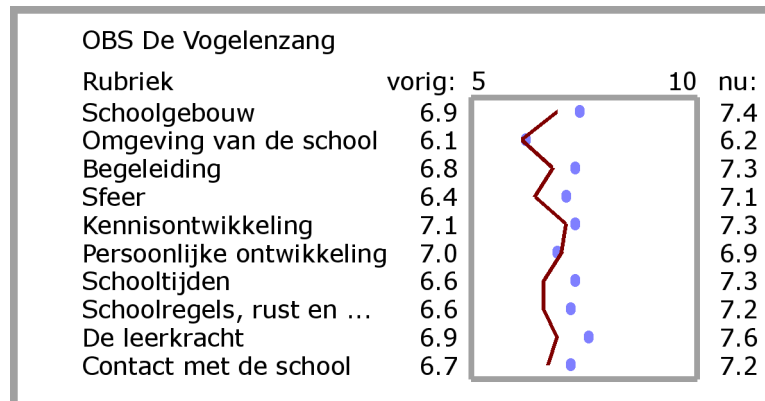 OBS De Vogelenzang
Rubriek vorig: 5 10 nu:
Schoolgebouw 6.9 7.4
Omgeving van de school 6.1 6.2
Begeleiding 6.8 7.3
Sfeer 6.4 7.1
Kennisontwikkeling 7.1 7.3
Persoonlijke ontwikkeling 7.0 6.9
Schooltijden 6.6 7.3
Schoolregels, rust en ... 6.6 7.2
De leerkracht 6.9 7.6
Contact met de school 6.7 7.2